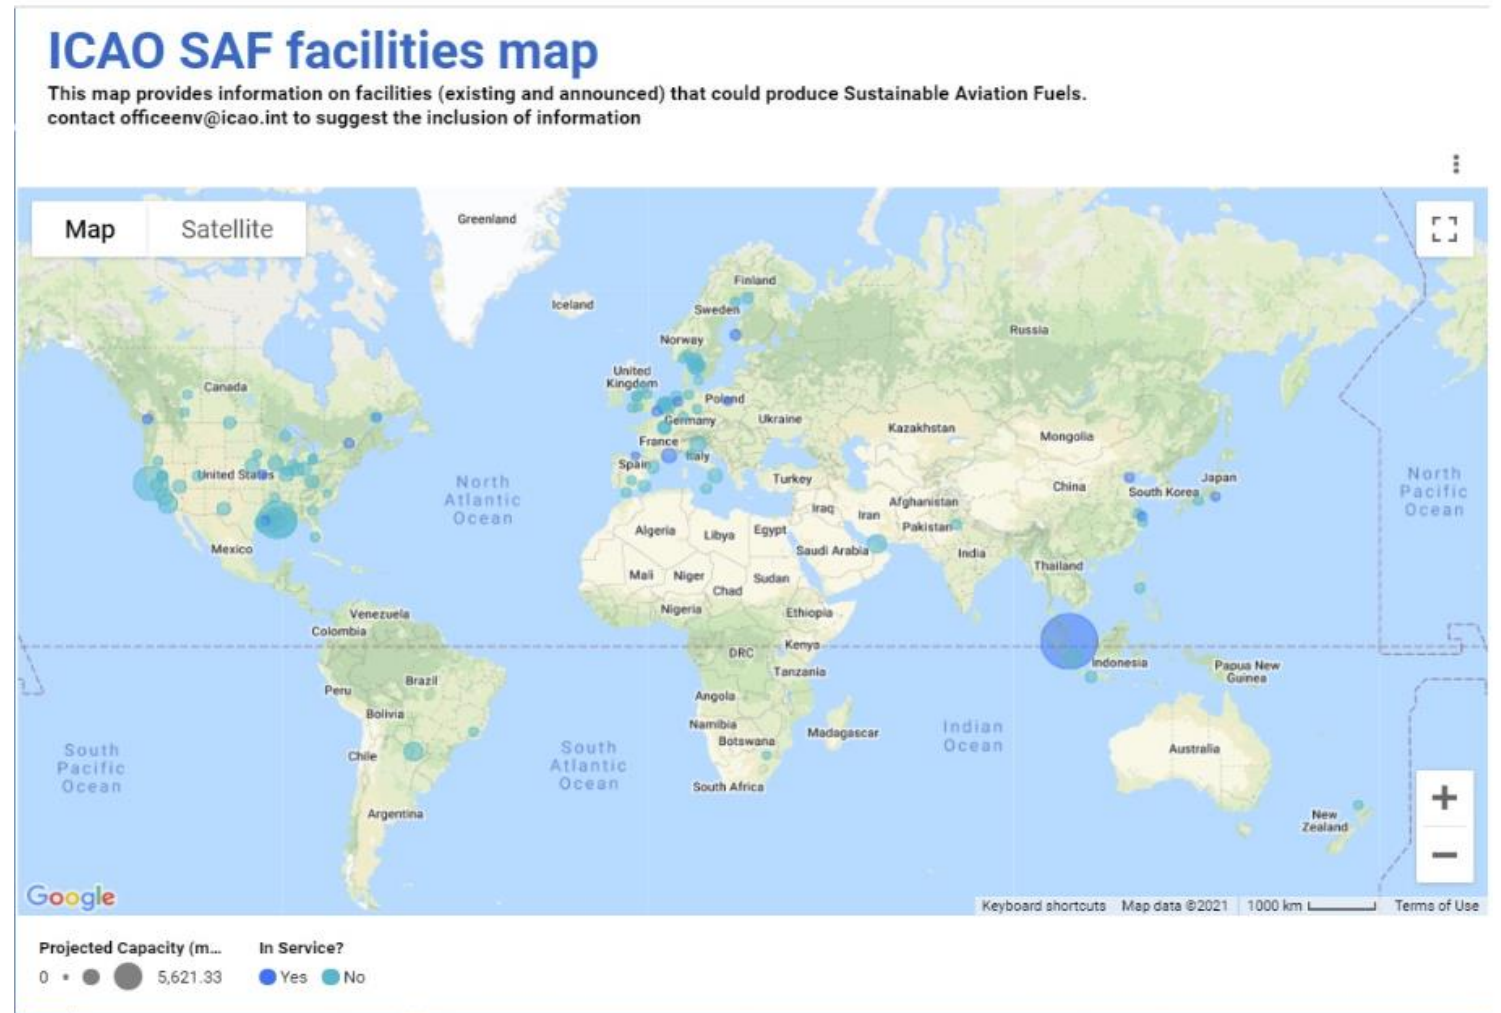 ICAO SAF facilities map
This map provides information on facilities (existing and announced) that could produce Sustainable Aviation Fuels.
contact officeenv@icao.int to suggest the inclusion of information
Map Satellite
Greenland
Finland
Iceland
Sweden
Russia
Norway
United
Kingdom
Canada
Poland
Germany
Ukraine
Kazakhstan
Mongolia
France
Spain
Italy
United States
Turkey
North
Atlantic
Ocean
China
Japan
South Korea
North
Pacific
Ocean
Afghanistan
Iraq
Iran
Pakistan
Algeria
Libya
Egypt
Saudi Arabia
India
Mexico
Thailand
Mali
Niger
Chad
Sudan
Nigeria
Ethiopia
Venezuela
Colombia
DRC
Kenya
Tanzania
Indonesia
Papua New
Guinea
Peru
Brazil
Angola
Bolivia
Namibia
Botswana
Madagascar
Indian
Ocean
South
Pacific
Ocean
Chile
South
Atlantic
Ocean
Australia
South Africa
Argentina
New
Zealand
Google
Keyboard shortcuts Map data ©2021 1000 km Terms of Use
Projected Capacity (m... In Service?
0 5,621.33 Yes No